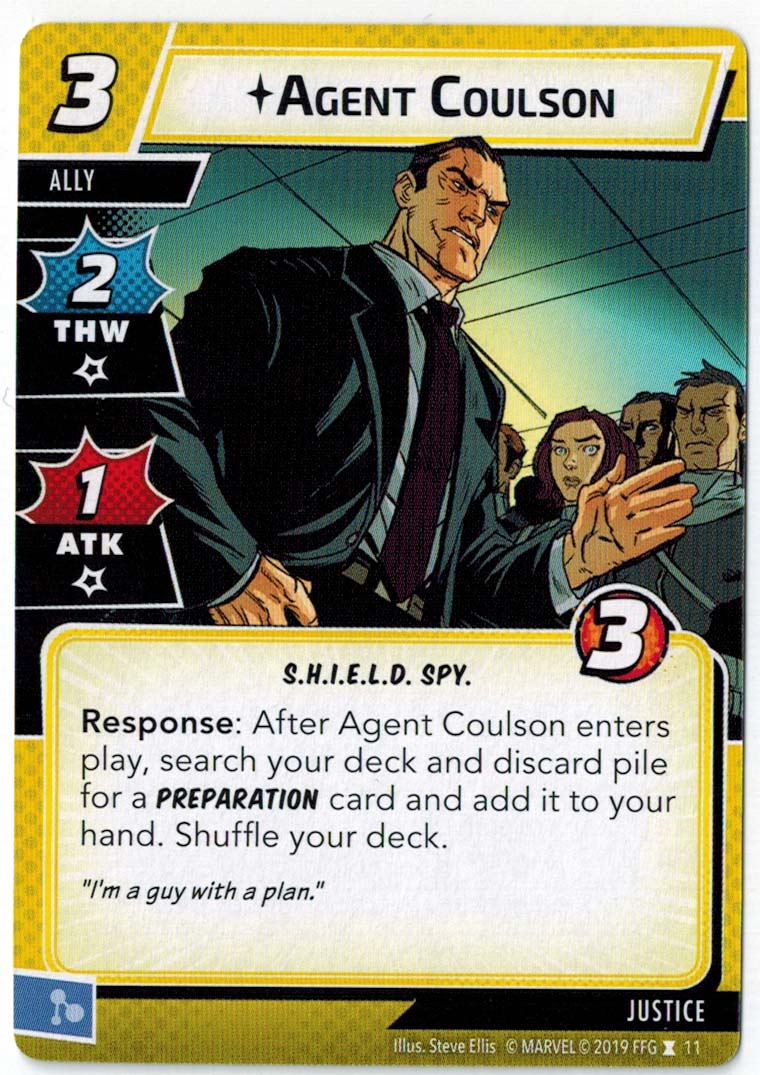 3
AGENT COULSON
ALLY
2
THW
1
ATK
3
S.H.I.E.L.D. SPY.
Response: After Agent Coulson enters
play, search your deck and discard pile
for a PREPARATION card and add it to your
hand. Shuffle your deck.
"I'm a guy with a plan."
JUSTICE
Illus. Steve Ellis © MARVEL © 2019 FFG 11